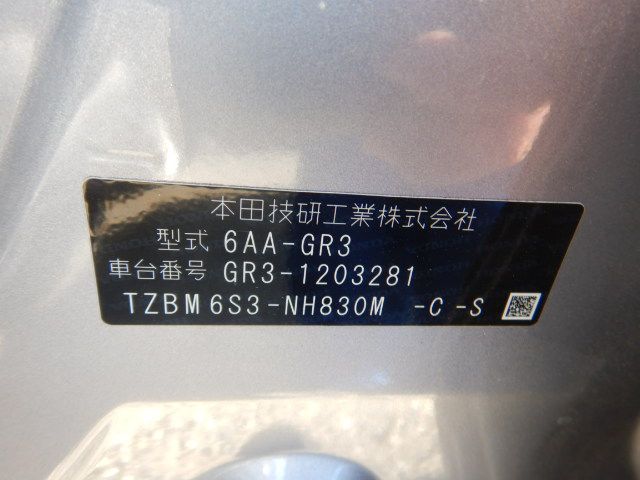 本田技研工業株式会社
型式 6AA-GR3
車台番号 GR3-1203281
TZBM6S3-NH830M -C-S